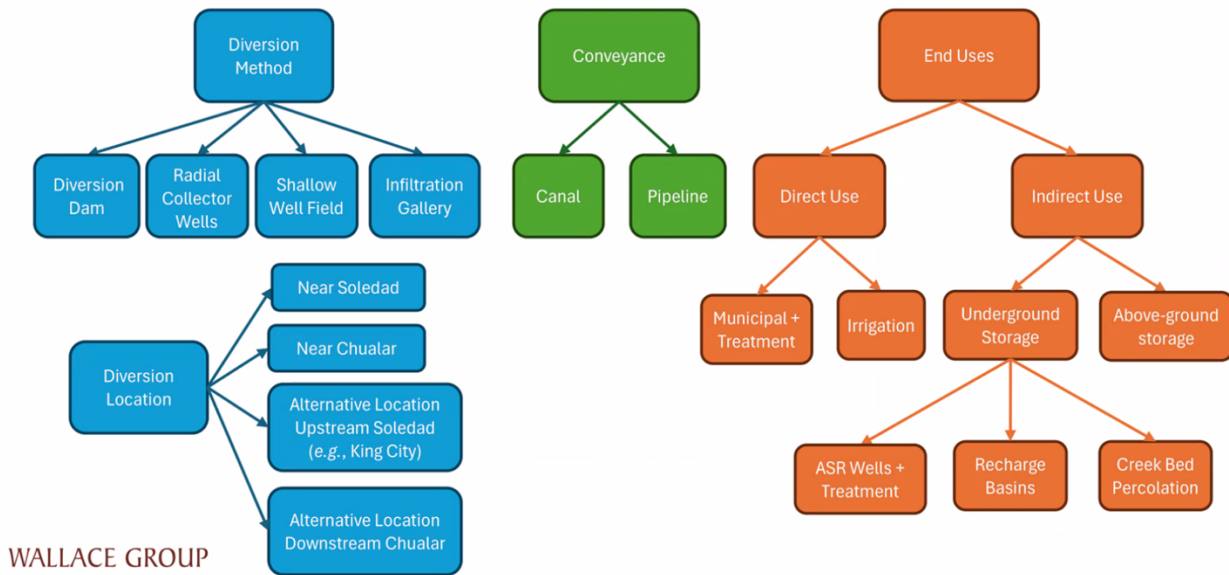 Diversion
Method
Conveyance
End Uses
Diversion
Dam
Radial
Collector
Wells
Shallow
Well Field
Infiltration
Gallery
Canal
Pipeline
Direct Use
Indirect Use
Near Soledad
Near Chualar
Diversion
Location
Alternative Location
Upstream Soledad
(e.g., King City)
Alternative Location
Downstream Chualar
Municipal +
Treatment
Irrigation
Underground
Storage
Above-ground
storage
ASR Wells +
Treatment
Recharge
Basins
Creek Bed
Percolation
WALLACE GROUP